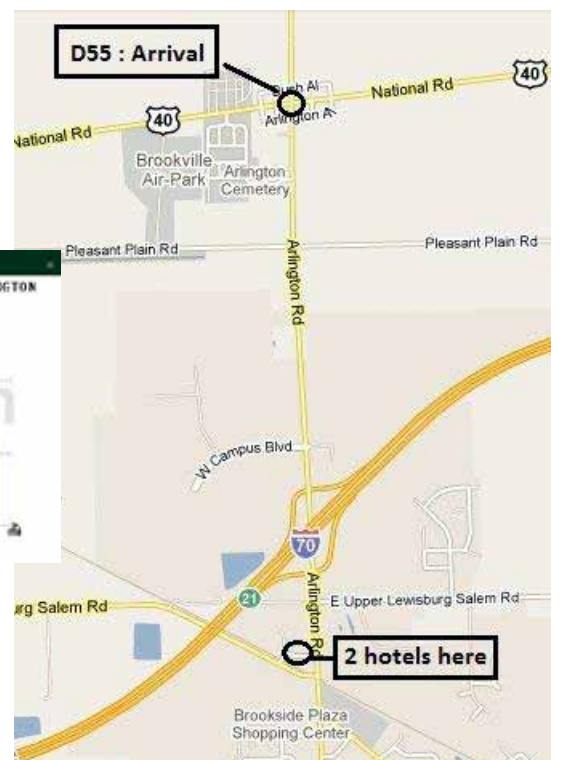 D55 : Arrival
National Rd
40
40
National Rd
Brookville
Air-Park
Arlington
Cemetery
Pleasant Plain Rd
Pleasant Plain Rd
Arlington Rd
W Campus Blvd
70
21
Arlington Rd
E Upper Lewisburg Salem Rd
Salem Rd
2 hotels here
Brookside Plaza
Shopping Center